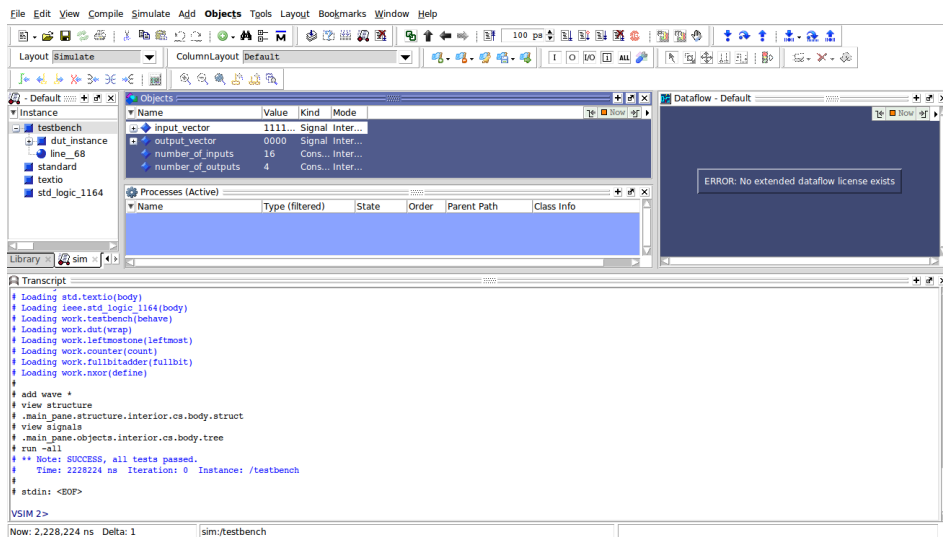 File Edit View Compile Simulate Add Objects Tools Layout Bookmarks Window Help
100 ps
Layout Simulate
ColumnLayout Default
I O I/O ALL
- Default
Instance
testbench
dut_instance
line__68
standard
textio
std_logic_1164
Library sim
Objects
Name Value Kind Mode
Now
input_vector 1111... Signal Inter...
output_vector 0000 Signal Inter...
number_of_inputs 16 Cons... Inter...
number_of_outputs 4 Cons... Inter...
Processes (Active)
Name Type (filtered) State Order Parent Path Class Info
Dataflow - Default
Now
ERROR: No extended dataflow license exists
Transcript
# Loading std.textio(body)
# Loading ieee.std_logic_1164(body)
# Loading work.testbench(behave)
# Loading work.dut(wrap)
# Loading work.leftmostone(leftmost)
# Loading work.counter(count)
# Loading work.fullbitadder(fullbit)
# Loading work.nxor(define)
#
# add wave *
# view structure
# .main_pane.structure.interior.cs.body.struct
# view signals
# .main_pane.objects.interior.cs.body.tree
# run -all
# ** Note: SUCCESS, all tests passed.
# Time: 2228224 ns Iteration: 0 Instance: /testbench
#
# stdin: <EOF>
VSIM 2>
Now: 2,228,224 ns Delta: 1
sim:/testbench